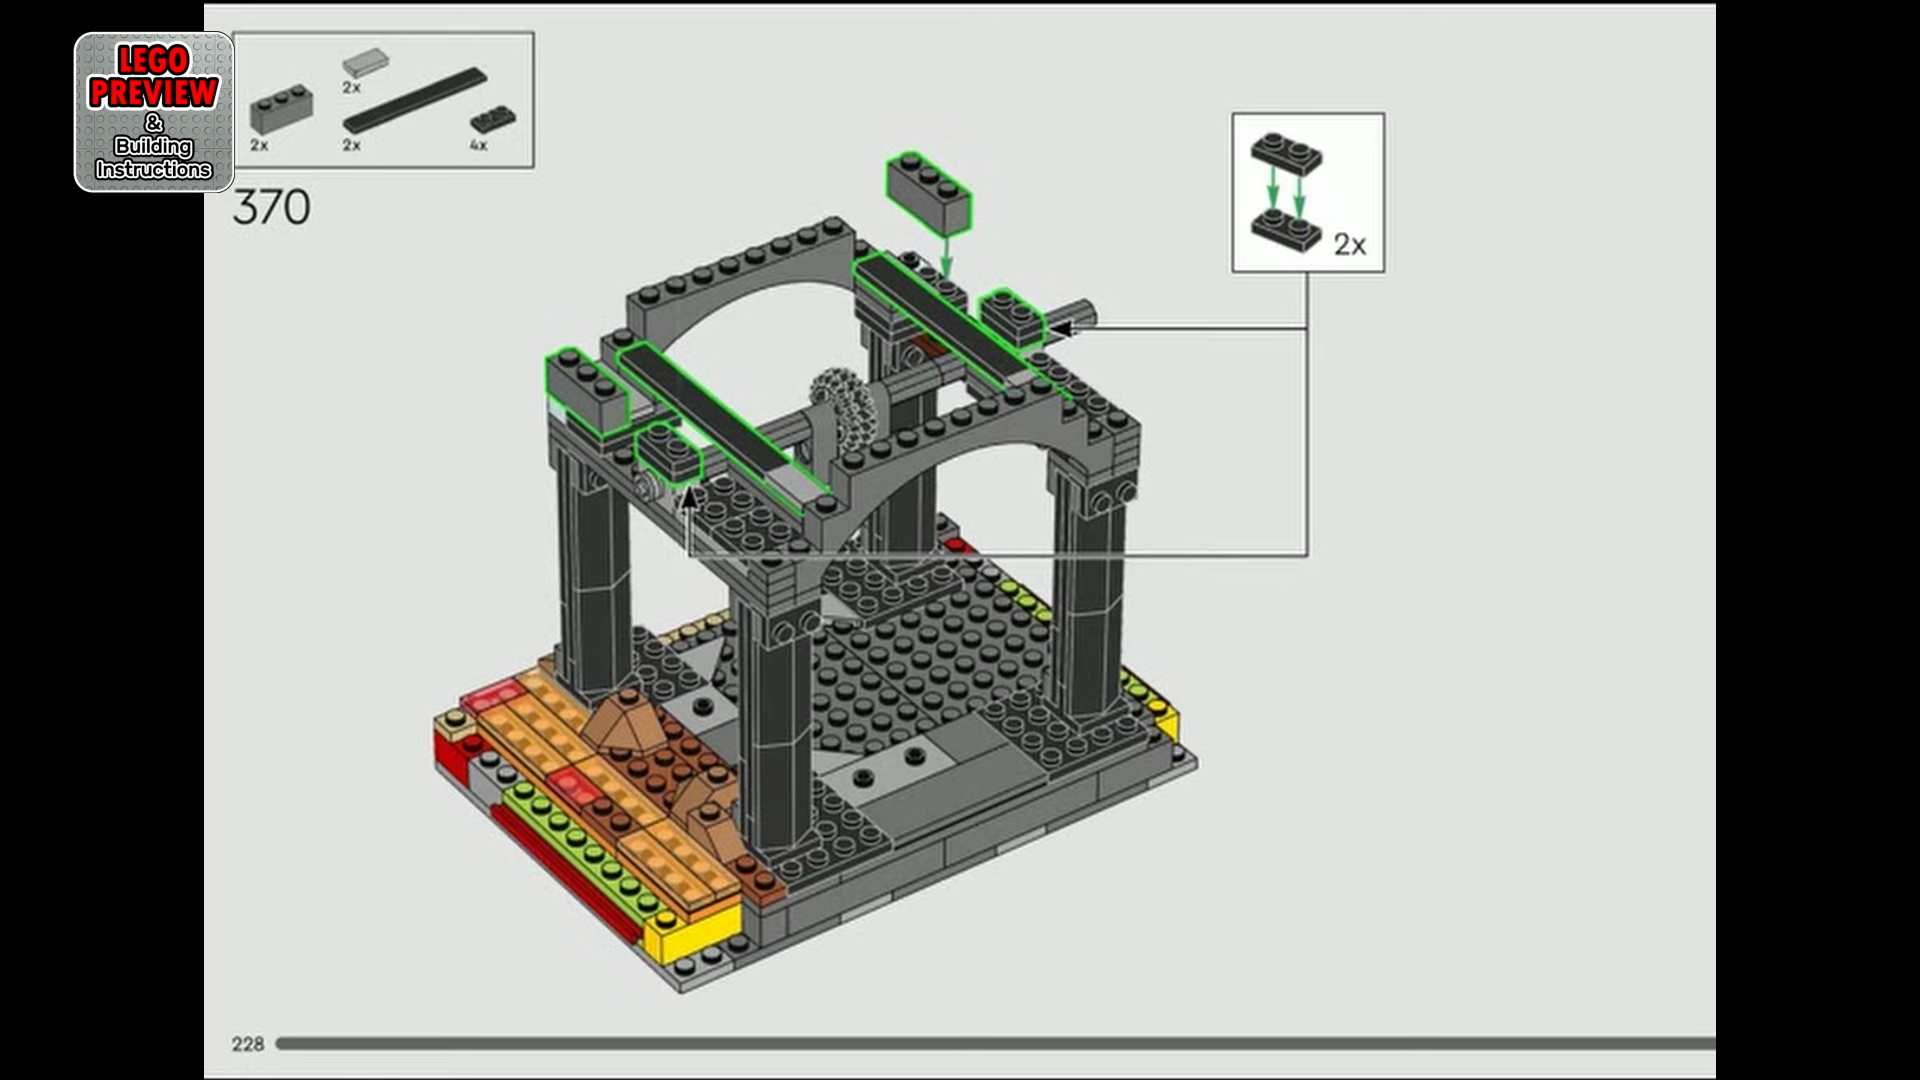 LEGO
PREVIEW
&
Building
Instructions
2x
2x
2x
4x
370
2x
228